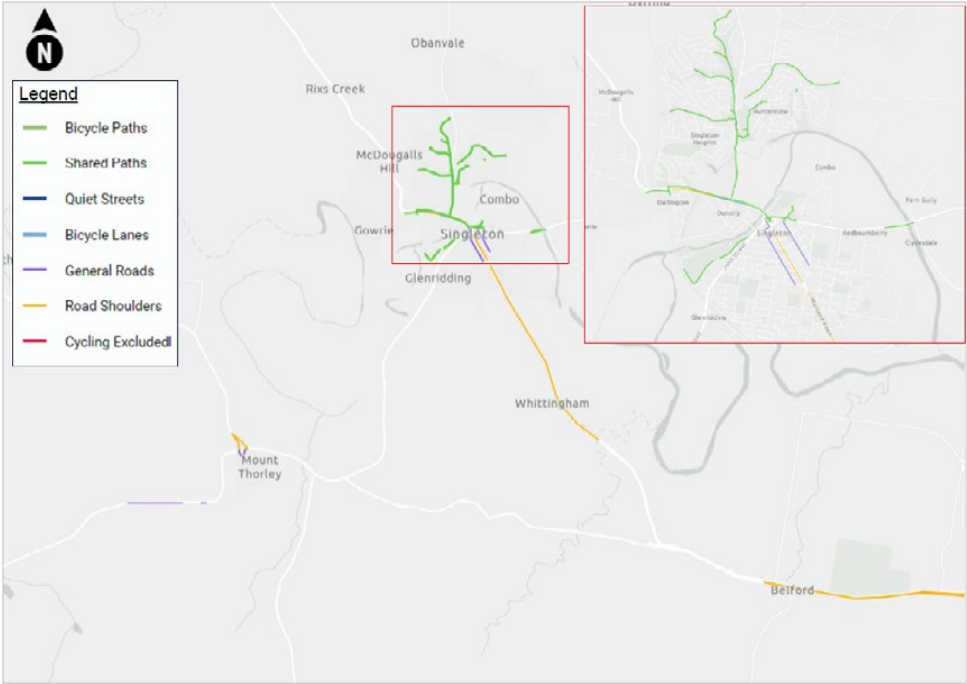 N
Legend
Bicycle Paths
Shared Paths
Quiet Streets
Bicycle Lanes
General Roads
Road Shoulders
Cycling Excluded
Obanvale
Rixs Creek
McDougalls
Hill
Combo
Gowrie
Singleton
Glenridding
Whittingham
Mount
Thorley
Belford
McDougalls
Hill
Hunterview
Singleton
Heights
Combo
Darlington
Dunolly
Fern Gully
Singleton
Redbournberry
Clydesdale
Glenridding